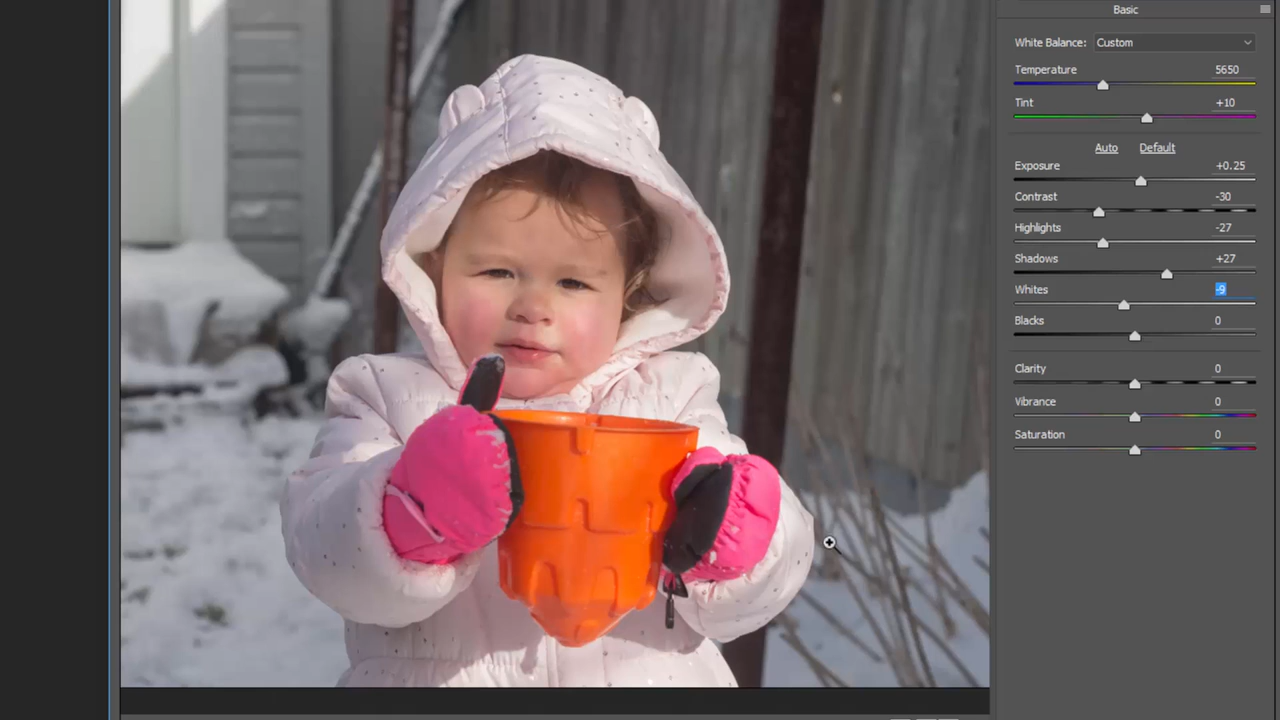 Basic
White Balance: Custom
Temperature 5650
Tint +10
Auto Default
Exposure +0.25
Contrast -30
Highlights -27
Shadows +27
Whites -9
Blacks 0
Clarity 0
Vibrance 0
Saturation 0